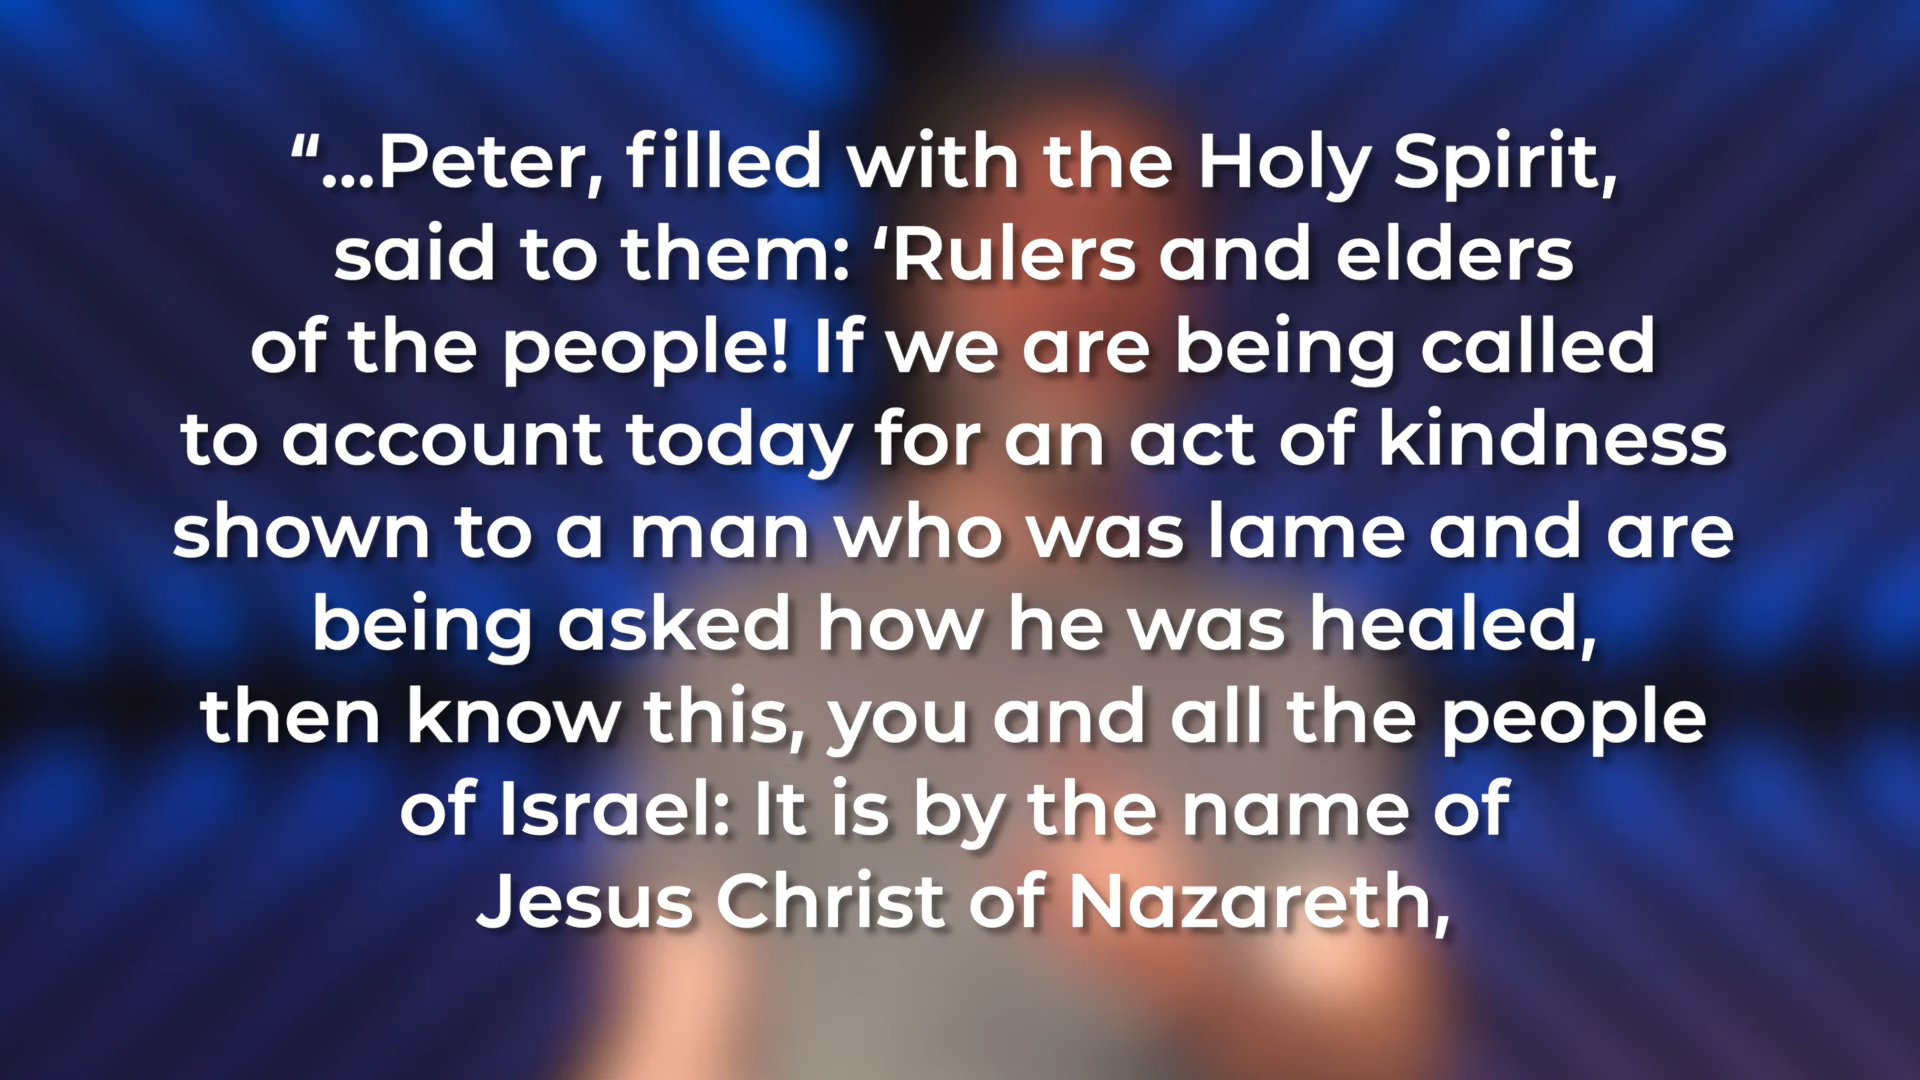 “...Peter, filled with the Holy Spirit,
said to them: ‘Rulers and elders
of the people! If we are being called
to account today for an act of kindness
shown to a man who was lame and are
being asked how he was healed,
then know this, you and all the people
of Israel: It is by the name of
Jesus Christ of Nazareth,